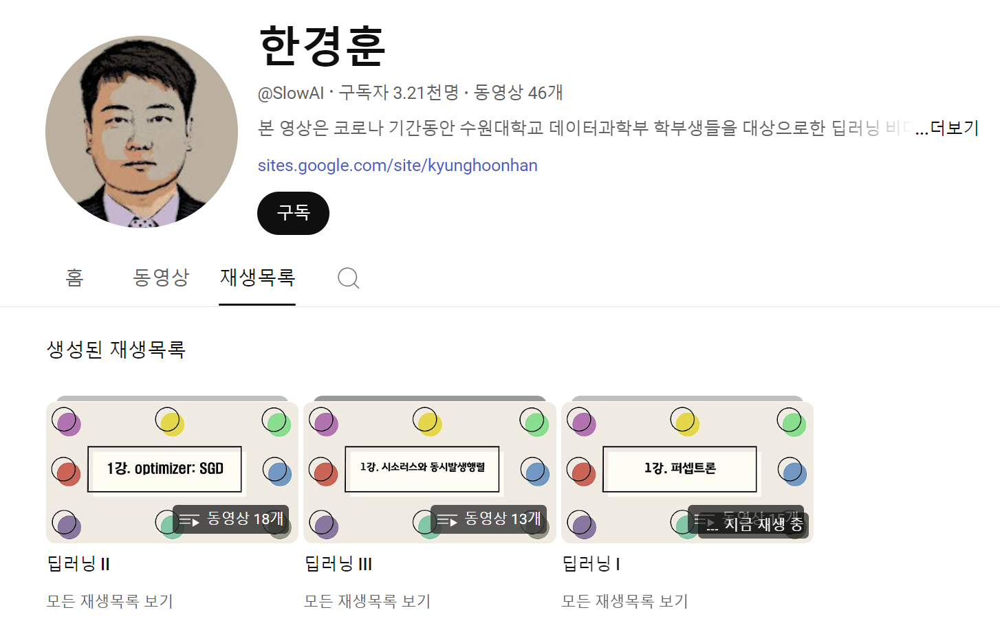 한경훈
@SlowAI · 구독자 3.21천명 · 동영상 46개
본 영상은 코로나 기간동안 수원대학교 데이터과학부 학부생들을 대상으로한 딥러닝 ...더보기
sites.google.com/site/kyunghoonhan
구독
홈 동영상 재생목록
생성된 재생목록
1강. optimizer: SGD
동영상 18개
딥러닝 II
모든 재생목록 보기
1강. 시소러스와 동시발생행렬
동영상 13개
딥러닝 III
모든 재생목록 보기
1강. 퍼셉트론
동영상 15개
지금 재생 중
딥러닝 I
모든 재생목록 보기